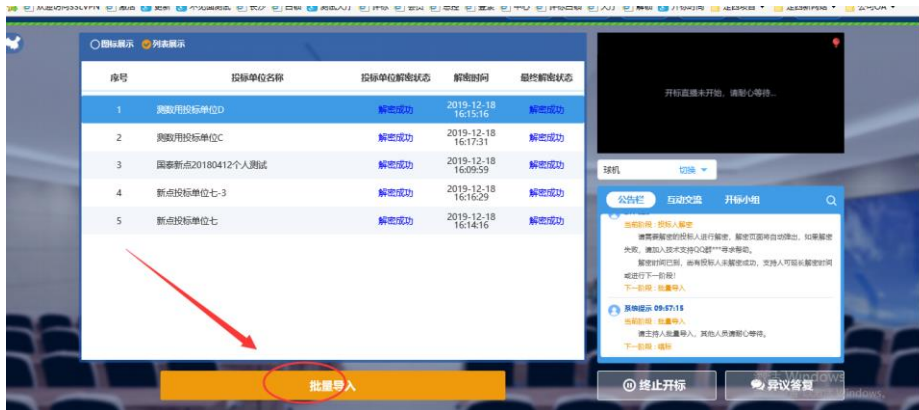 图标展示 列表展示
序号 投标单位名称 投标单位解密状态 解密时间 最终解密状态
1 测数用投标单位D 解密成功 2019-12-18 16:15:16 解密成功
2 测数用投标单位C 解密成功 2019-12-18 16:17:31 解密成功
3 国泰新点20180412个人测试 解密成功 2019-12-18 16:09:59 解密成功
4 新点投标单位七-3 解密成功 2019-12-18 16:16:29 解密成功
5 新点投标单位七 解密成功 2019-12-18 16:14:16 解密成功
批量导入
开标直播未开始，请耐心等待...
球机 切换
公告栏 互动交流 开标小组
当前阶段：投标人解密
请需要解密的投标人进行解密，解密页面将自动弹出，如果解密
失败，请加入技术支持QQ群***寻求帮助。
解密时间已到，尚有投标人未解密成功，支持人可延长解密时间
或进行下一阶段！
下一阶段：批量导入
系统提示 09:57:15
当前阶段：批量导入
请主持人批量导入，其他人员请耐心等待。
下一阶段：唱标
终止开标 异议答复